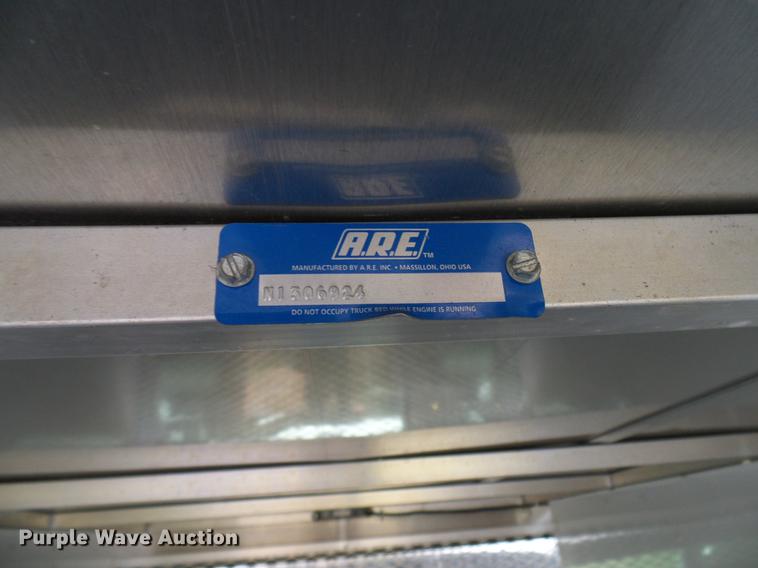 A.R.E.™
MANUFACTURED BY A.R.E. INC. • MASSILLON, OHIO USA
N1306924
DO NOT OCCUPY TRUCK BED WHILE ENGINE IS RUNNING
Purple Wave Auction